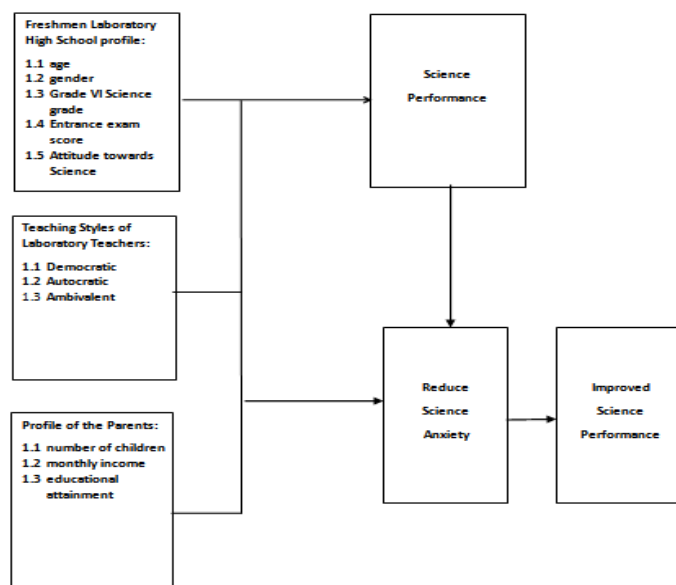 Freshmen Laboratory
High School profile:
1.1 age
1.2 gender
1.3 Grade VI Science
grade
1.4 Entrance exam
score
1.5 Attitude towards
Science
Science
Performance
Teaching Styles of
Laboratory Teachers:
1.1 Democratic
1.2 Autocratic
1.3 Ambivalent
Reduce
Science
Anxiety
Improved
Science
Performance
Profile of the Parents:
1.1 number of children
1.2 monthly income
1.3 educational
attainment